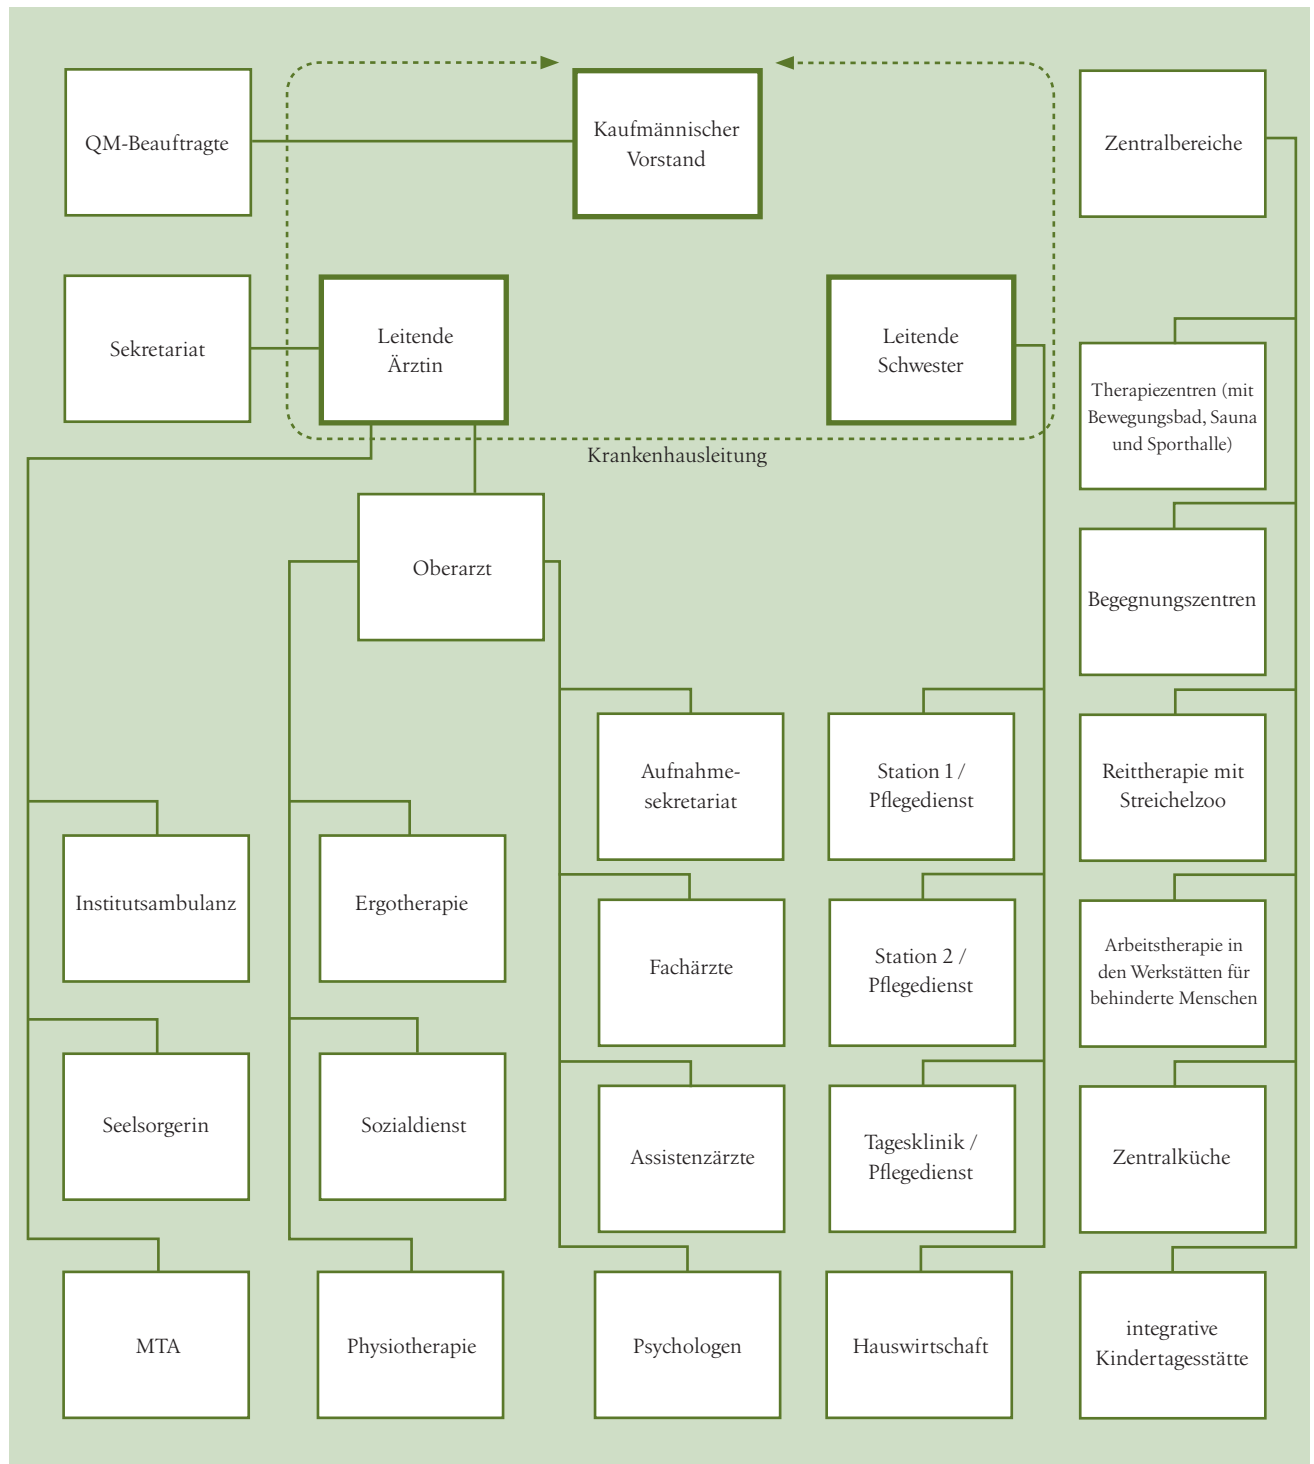 QM-Beauftragte
Kaufmännischer
Vorstand
Zentralbereiche
Sekretariat
Leitende
Ärztin
Leitende
Schwester
Krankenhausleitung
Therapiezentren (mit
Bewegungsbad, Sauna
und Sporthalle)
Oberarzt
Begegnungszentren
Aufnahme-
sekretariat
Station 1 /
Pflegedienst
Reittherapie mit
Streichelzoo
Institutsambulanz
Ergotherapie
Fachärzte
Station 2 /
Pflegedienst
Arbeitstherapie in
den Werkstätten für
behinderte Menschen
Seelsorgerin
Sozialdienst
Assistenzärzte
Tagesklinik /
Pflegedienst
Zentralküche
MTA
Physiotherapie
Psychologen
Hauswirtschaft
integrative
Kindertagesstätte